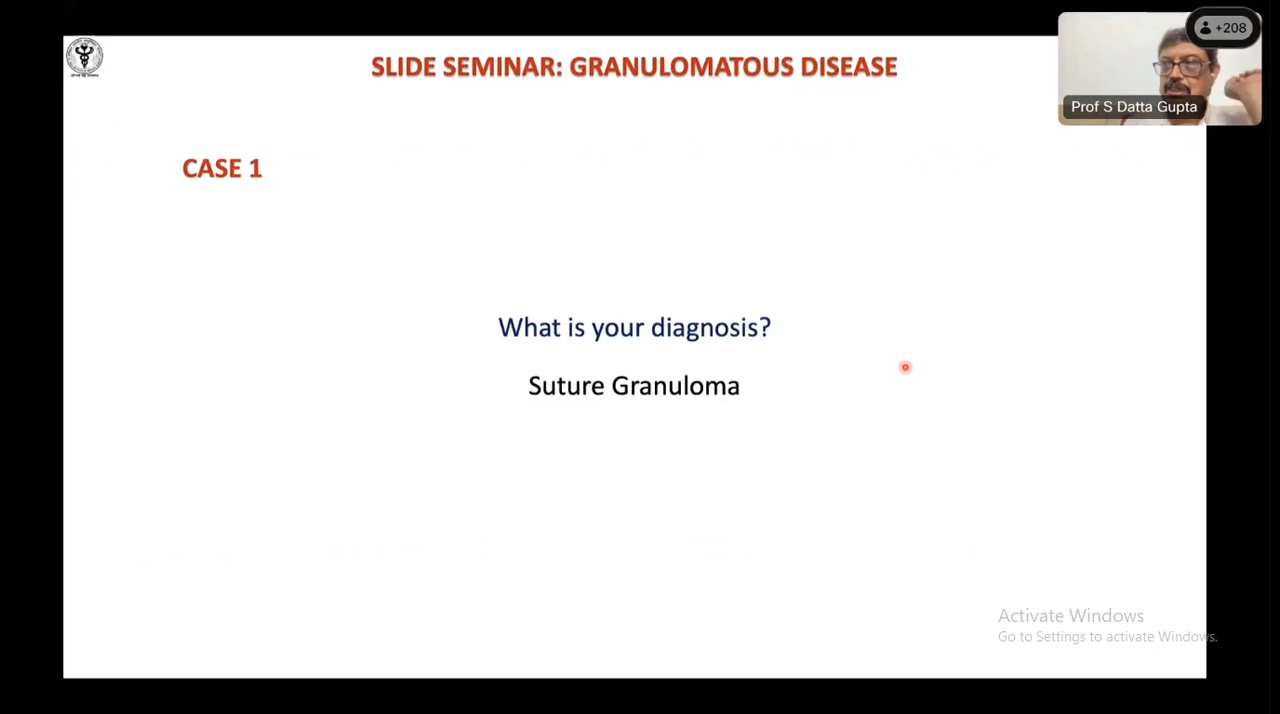 SLIDE SEMINAR: GRANULOMATOUS DISEASE
+208
Prof S Datta Gupta
CASE 1
What is your diagnosis?
Suture Granuloma
Activate Windows
Go to Settings to activate Windows.